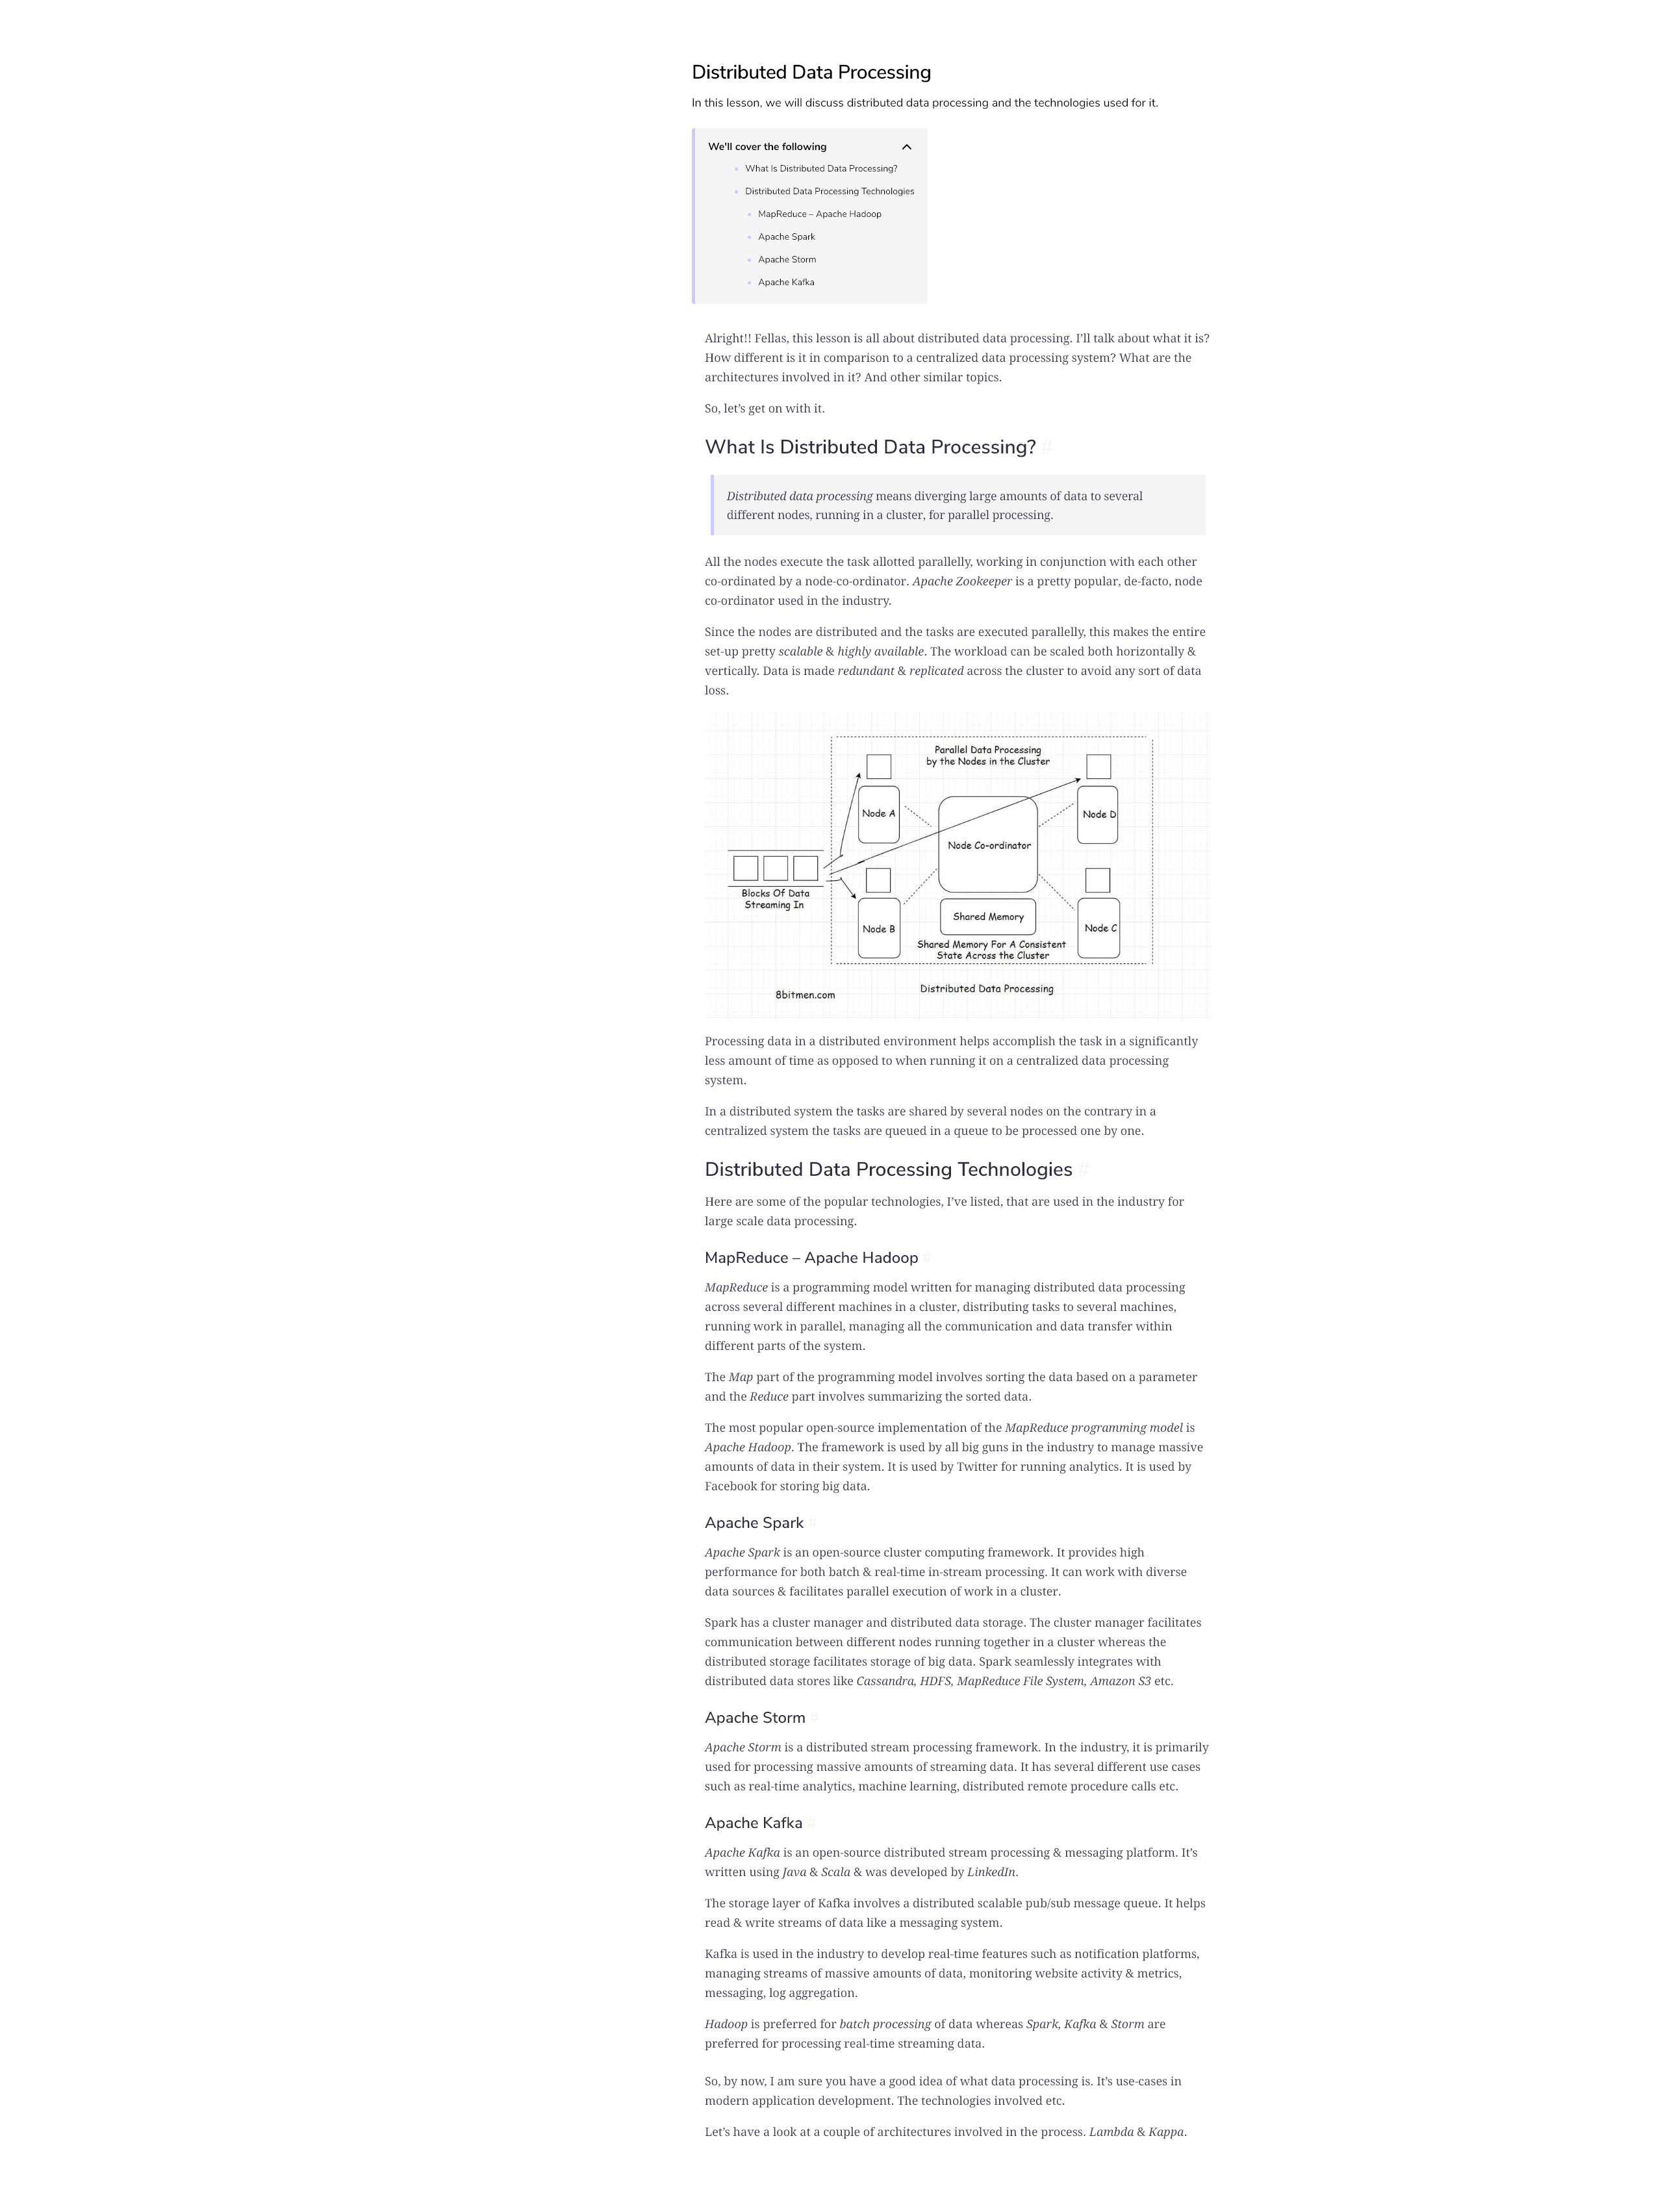 Distributed Data Processing
In this lesson, we will discuss distributed data processing and the technologies used for it.
We'll cover the following
What Is Distributed Data Processing?
Distributed Data Processing Technologies
MapReduce – Apache Hadoop
Apache Spark
Apache Storm
Apache Kafka
Alright!! Fellas, this lesson is all about distributed data processing. I’ll talk about what it is?
How different is it in comparison to a centralized data processing system? What are the
architectures involved in it? And other similar topics.
So, let’s get on with it.
What Is Distributed Data Processing? #
Distributed data processing means diverging large amounts of data to several
different nodes, running in a cluster, for parallel processing.
All the nodes execute the task allotted parallelly, working in conjunction with each other
co-ordinated by a node-co-ordinator. Apache Zookeeper is a pretty popular, de-facto, node
co-ordinator used in the industry.
Since the nodes are distributed and the tasks are executed parallelly, this makes the entire
set-up pretty scalable & highly available. The workload can be scaled both horizontally &
vertically. Data is made redundant & replicated across the cluster to avoid any sort of data
loss.
Parallel Data Processing
by the Nodes in the Cluster
Node A
Node D
Node Co-ordinator
Blocks Of Data
Streaming In
Shared Memory
Node B
Node C
Shared Memory For A Consistent
State Across the Cluster
Distributed Data Processing
8bitmen.com
Processing data in a distributed environment helps accomplish the task in a significantly
less amount of time as opposed to when running it on a centralized data processing
system.
In a distributed system the tasks are shared by several nodes on the contrary in a
centralized system the tasks are queued in a queue to be processed one by one.
Distributed Data Processing Technologies #
Here are some of the popular technologies, I’ve listed, that are used in the industry for
large scale data processing.
MapReduce – Apache Hadoop #
MapReduce is a programming model written for managing distributed data processing
across several different machines in a cluster, distributing tasks to several machines,
running work in parallel, managing all the communication and data transfer within
different parts of the system.
The Map part of the programming model involves sorting the data based on a parameter
and the Reduce part involves summarizing the sorted data.
The most popular open-source implementation of the MapReduce programming model is
Apache Hadoop. The framework is used by all big guns in the industry to manage massive
amounts of data in their system. It is used by Twitter for running analytics. It is used by
Facebook for storing big data.
Apache Spark #
Apache Spark is an open-source cluster computing framework. It provides high
performance for both batch & real-time in-stream processing. It can work with diverse
data sources & facilitates parallel execution of work in a cluster.
Spark has a cluster manager and distributed data storage. The cluster manager facilitates
communication between different nodes running together in a cluster whereas the
distributed storage facilitates storage of big data. Spark seamlessly integrates with
distributed data stores like Cassandra, HDFS, MapReduce File System, Amazon S3 etc.
Apache Storm #
Apache Storm is a distributed stream processing framework. In the industry, it is primarily
used for processing massive amounts of streaming data. It has several different use cases
such as real-time analytics, machine learning, distributed remote procedure calls etc.
Apache Kafka #
Apache Kafka is an open-source distributed stream processing & messaging platform. It’s
written using Java & Scala & was developed by LinkedIn.
The storage layer of Kafka involves a distributed scalable pub/sub message queue. It helps
read & write streams of data like a messaging system.
Kafka is used in the industry to develop real-time features such as notification platforms,
managing streams of massive amounts of data, monitoring website activity & metrics,
messaging, log aggregation.
Hadoop is preferred for batch processing of data whereas Spark, Kafka & Storm are
preferred for processing real-time streaming data.
So, by now, I am sure you have a good idea of what data processing is. It’s use-cases in
modern application development. The technologies involved etc.
Let’s have a look at a couple of architectures involved in the process. Lambda & Kappa.